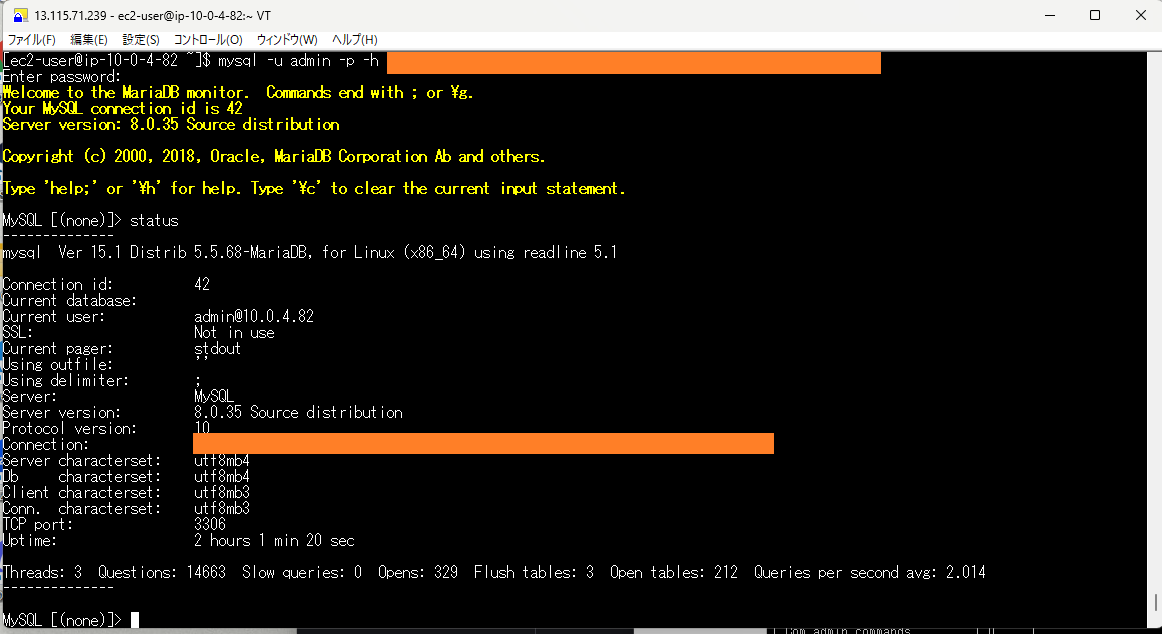 13.115.71.239 - ec2-user@ip-10-0-4-82:~ VT
ファイル(F) 編集(E) 設定(S) コントロール(O) ウィンドウ(W) ヘルプ(H)
[ec2-user@ip-10-0-4-82 ~]$ mysql -u admin -p -h
Enter password:
Welcome to the MariaDB monitor.  Commands end with ; or ¥g.
Your MySQL connection id is 42
Server version: 8.0.35 Source distribution
Copyright (c) 2000, 2018, Oracle, MariaDB Corporation Ab and others.
Type 'help;' or '¥h' for help. Type '¥c' to clear the current input statement.
MySQL [(none)]> status
--------------
mysql  Ver 15.1 Distrib 5.5.68-MariaDB, for Linux (x86_64) using readline 5.1
Connection id:          42
Current database:
Current user:           admin@10.0.4.82
SSL:                    Not in use
Current pager:          stdout
Using outfile:          ''
Using delimiter:        ;
Server:                 MySQL
Server version:         8.0.35 Source distribution
Protocol version:       10
Connection:
Server characterset:    utf8mb4
Db     characterset:    utf8mb4
Client characterset:    utf8mb3
Conn.  characterset:    utf8mb3
TCP port:               3306
Uptime:                 2 hours 1 min 20 sec
Threads: 3  Questions: 14663  Slow queries: 0  Opens: 329  Flush tables: 3  Open tables: 212  Queries per second avg: 2.014
--------------
MySQL [(none)]>